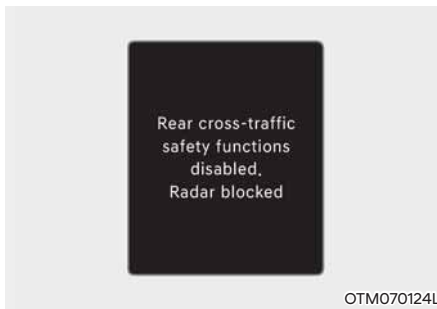 Rear cross-traffic
safety functions
disabled.
Radar blocked
OTM070124L